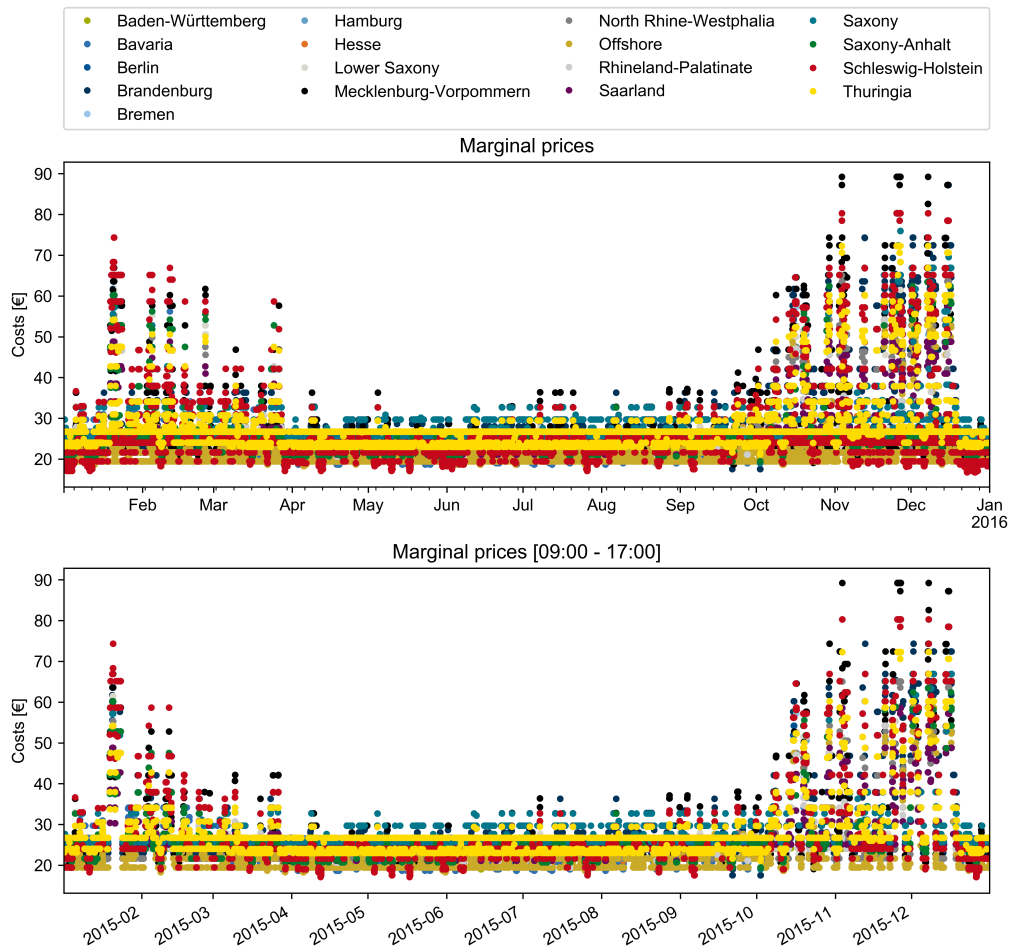 Baden-Württemberg
Bavaria
Berlin
Brandenburg
Bremen
Hamburg
Hesse
Lower Saxony
Mecklenburg-Vorpommern
North Rhine-Westphalia
Offshore
Rhineland-Palatinate
Saarland
Saxony
Saxony-Anhalt
Schleswig-Holstein
Thuringia
Marginal prices
Costs [€]
90
80
70
60
50
40
30
20
Feb Mar Apr May Jun Jul Aug Sep Oct Nov Dec Jan
2016
Marginal prices [09:00 - 17:00]
Costs [€]
90
80
70
60
50
40
30
20
2015-02 2015-03 2015-04 2015-05 2015-06 2015-07 2015-08 2015-09 2015-10 2015-11 2015-12